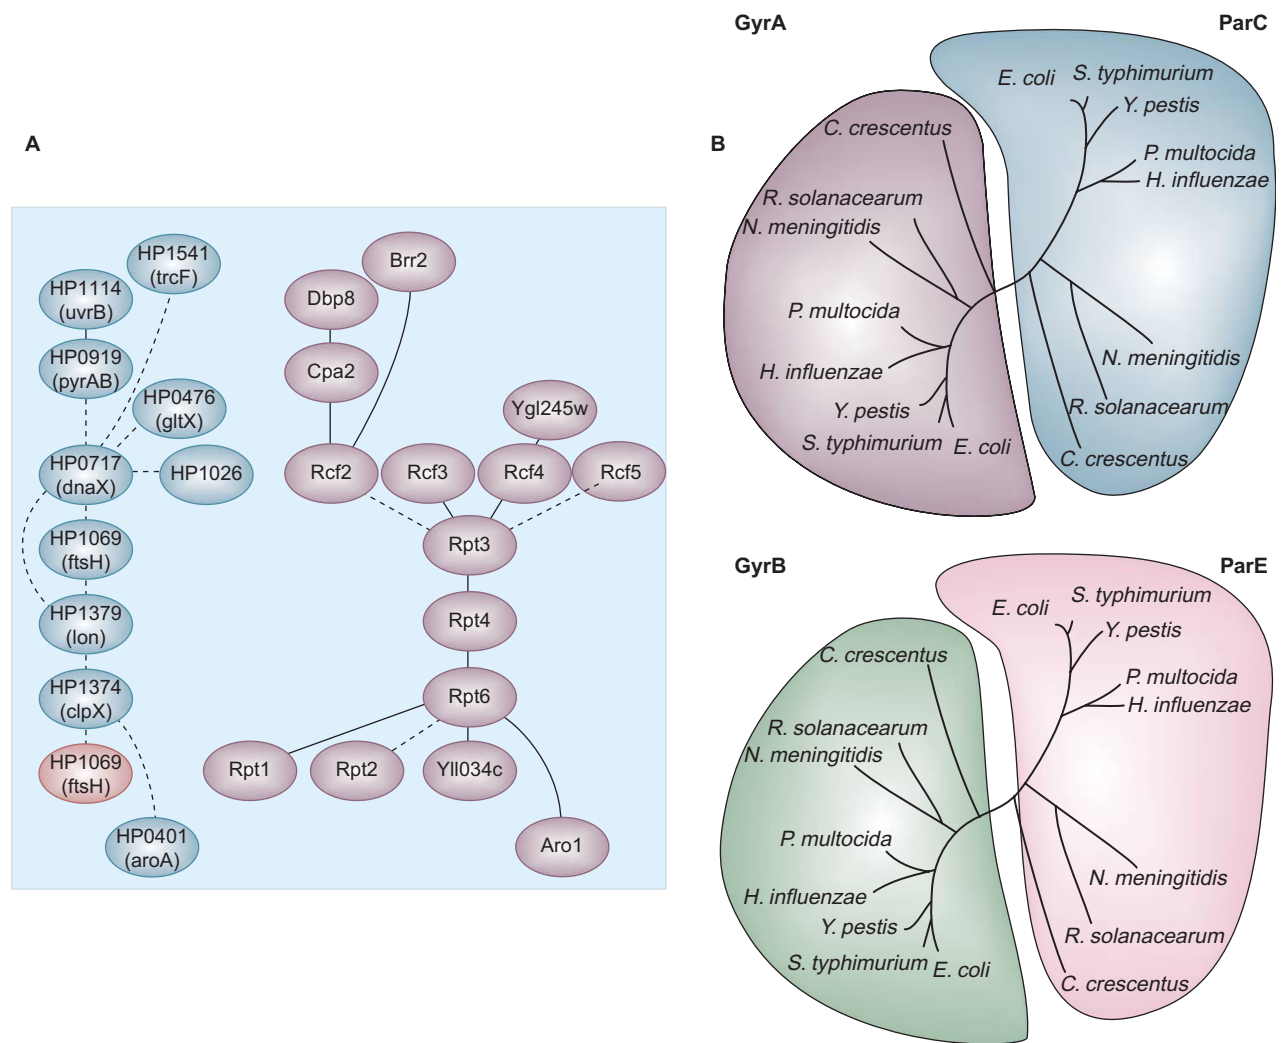 A
HP1541
(trcF)
HP1114
(uvrB)
HP0919
(pyrAB)
HP0476
(gltX)
HP0717
(dnaX)
HP1026
HP1069
(ftsH)
HP1379
(lon)
HP1374
(clpX)
HP1069
(ftsH)
HP0401
(aroA)
Brr2
Dbp8
Cpa2
Ygl245w
Rcf2
Rcf3
Rcf4
Rcf5
Rpt3
Rpt4
Rpt6
Rpt1
Rpt2
Yll034c
Aro1
B
GyrA
ParC
C. crescentus
R. solanacearum
N. meningitidis
P. multocida
H. influenzae
Y. pestis
S. typhimurium
E. coli
E. coli
S. typhimurium
Y. pestis
P. multocida
H. influenzae
N. meningitidis
R. solanacearum
C. crescentus
GyrB
ParE
C. crescentus
R. solanacearum
N. meningitidis
P. multocida
H. influenzae
Y. pestis
S. typhimurium
E. coli
E. coli
S. typhimurium
Y. pestis
P. multocida
H. influenzae
N. meningitidis
R. solanacearum
C. crescentus